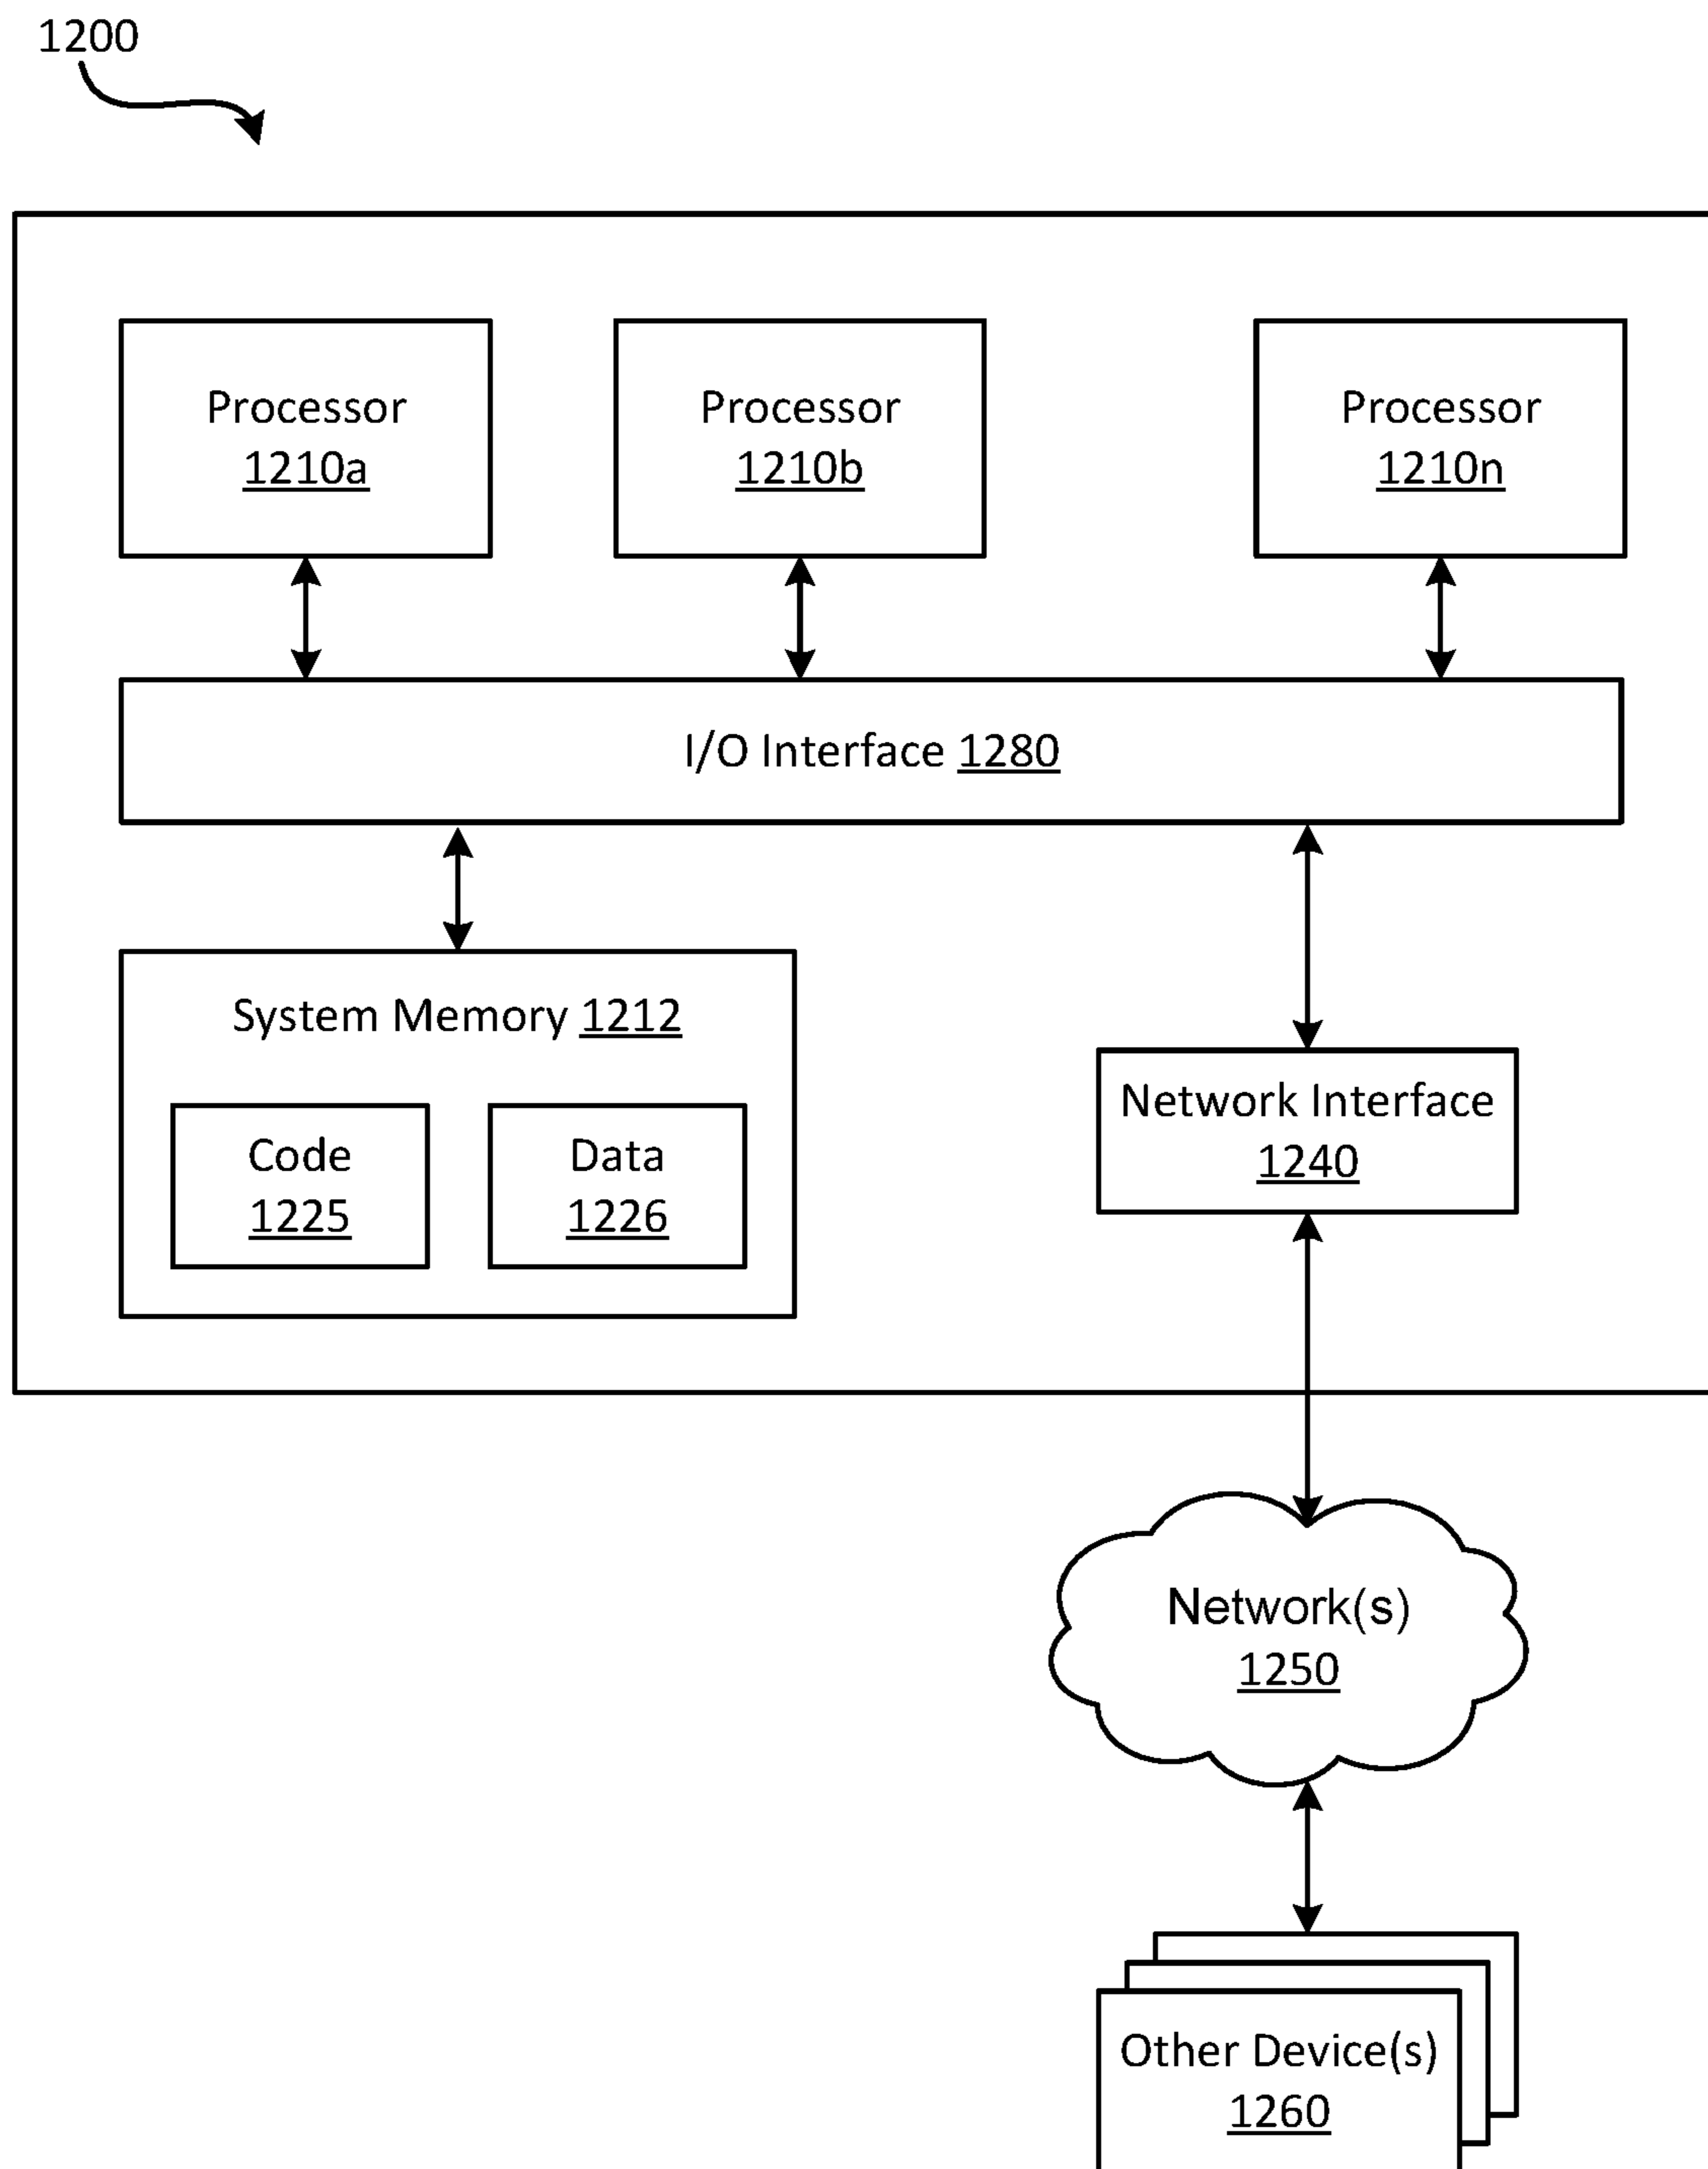 1200
Processor
1210a
Processor
1210b
Processor
1210n
I/O Interface 1280
System Memory 1212
Code
1225
Data
1226
Network Interface
1240
Network(s)
1250
Other Device(s)
1260